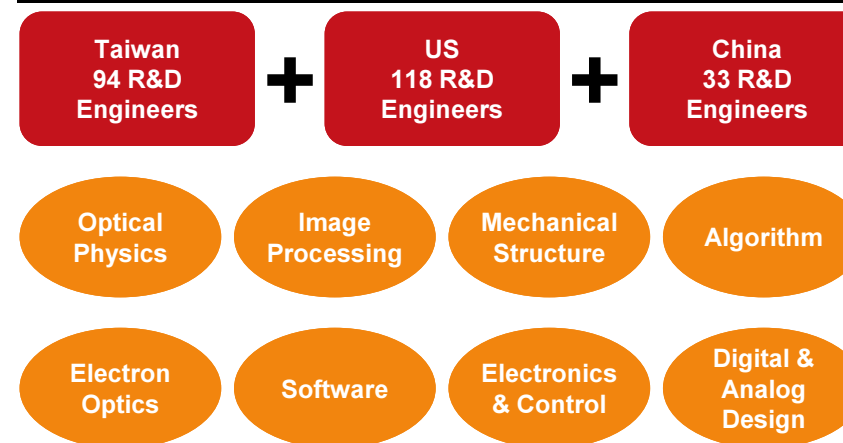 Taiwan
94 R&D
Engineers
US
118 R&D
Engineers
China
33 R&D
Engineers
Optical
Physics
Image
Processing
Mechanical
Structure
Algorithm
Electron
Optics
Software
Electronics
& Control
Digital &
Analog
Design